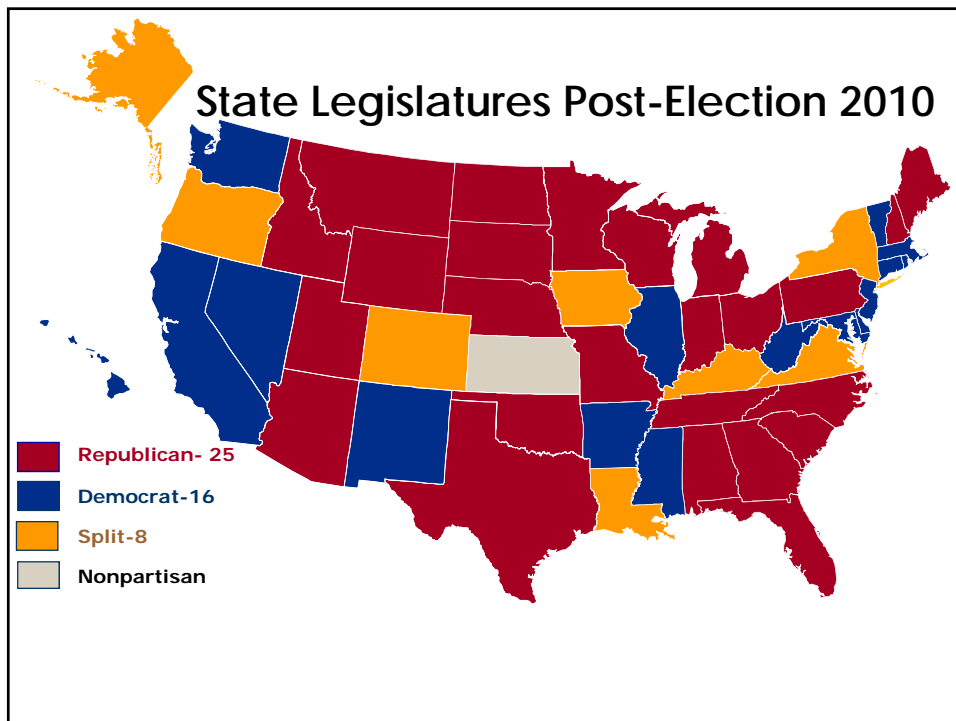 State Legislatures Post-Election 2010
Republican- 25
Democrat-16
Split-8
Nonpartisan